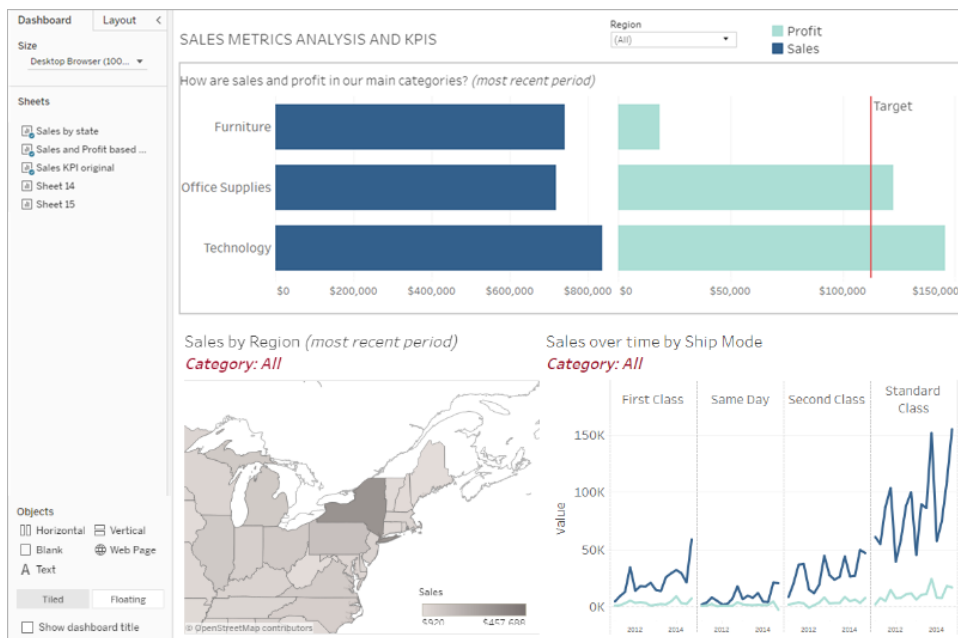 Dashboard
Layout
Size
Desktop Browser (100...
Sheets
Sales by state
Sales and Profit based ...
Sales KPI original
Sheet 14
Sheet 15
Objects
Horizontal
Vertical
Blank
Web Page
A Text
Tiled
Floating
Show dashboard title
SALES METRICS ANALYSIS AND KPIS
Region
(All)
Profit
Sales
How are sales and profit in our main categories? (most recent period)
Target
Furniture
Office Supplies
Technology
$0 $200,000 $400,000 $600,000 $800,000 $0 $50,000 $100,000 $150,000
Sales by Region (most recent period)
Category: All
Sales
$920 $457,688
© OpenStreetMap contributors
Sales over time by Ship Mode
Category: All
First Class
Same Day
Second Class
Standard
Class
150K
100K
50K
0K
Value
2012 2014 2012 2014 2012 2014 2012 2014